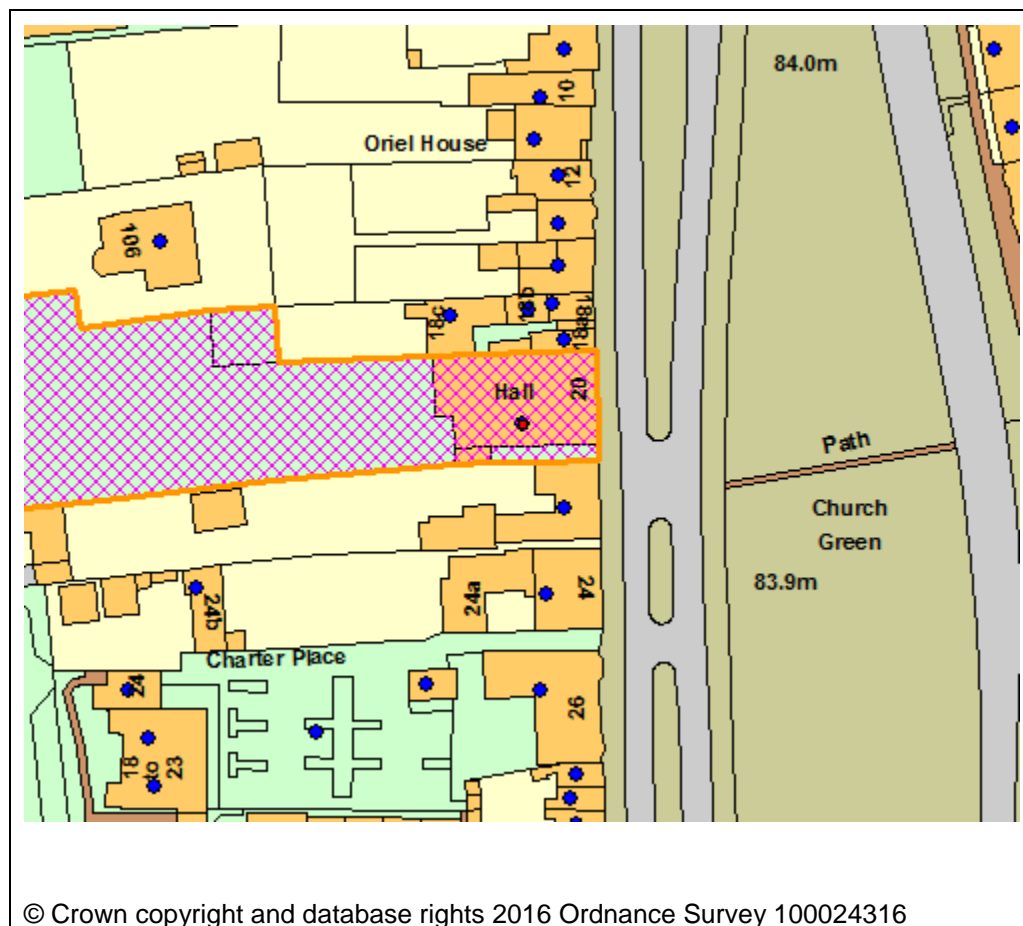 84.0m
10
Oriel House
12
106
18c
18b
18a
18a
20
Hall
Path
Church
Green
83.9m
24
24a
24b
Charter Place
24
26
18
to
23
© Crown copyright and database rights 2016 Ordnance Survey 100024316